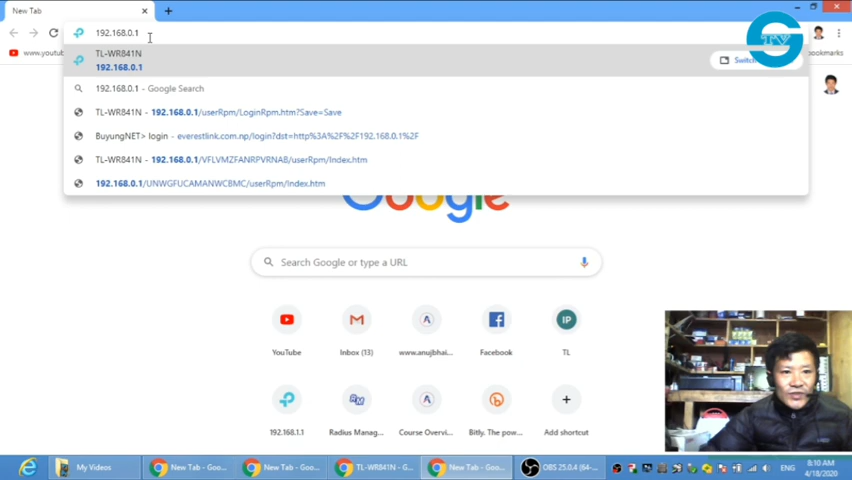 New Tab
192.168.0.1
www.youtub
TL-WR841N
192.168.0.1
Switch
bookmarks
TV
192.168.0.1 - Google Search
TL-WR841N - 192.168.0.1/userRpm/LoginRpm.htm?Save=Save
BuyungNET> login - everestlink.com.np/login?dst=http%3A%2F%2F192.168.0.1%2F
TL-WR841N - 192.168.0.1/VFLVMZFANRPVRNAB/userRpm/Index.htm
192.168.0.1/UNWGFUCAMANWCBMC/userRpm/Index.htm
Google
Search Google or type a URL
IP
YouTube
Inbox (13)
www.anujbhai...
Facebook
TL
RM
192.168.1.1
Radius Manag...
Course Overvi...
Bitly. The pow...
Add shortcut
My Videos
New Tab - Goo...
New Tab - Goo...
TL-WR841N - G...
New Tab - Goo...
OBS 25.0.4 (64-...
ENG
8:10 AM
4/18/2020